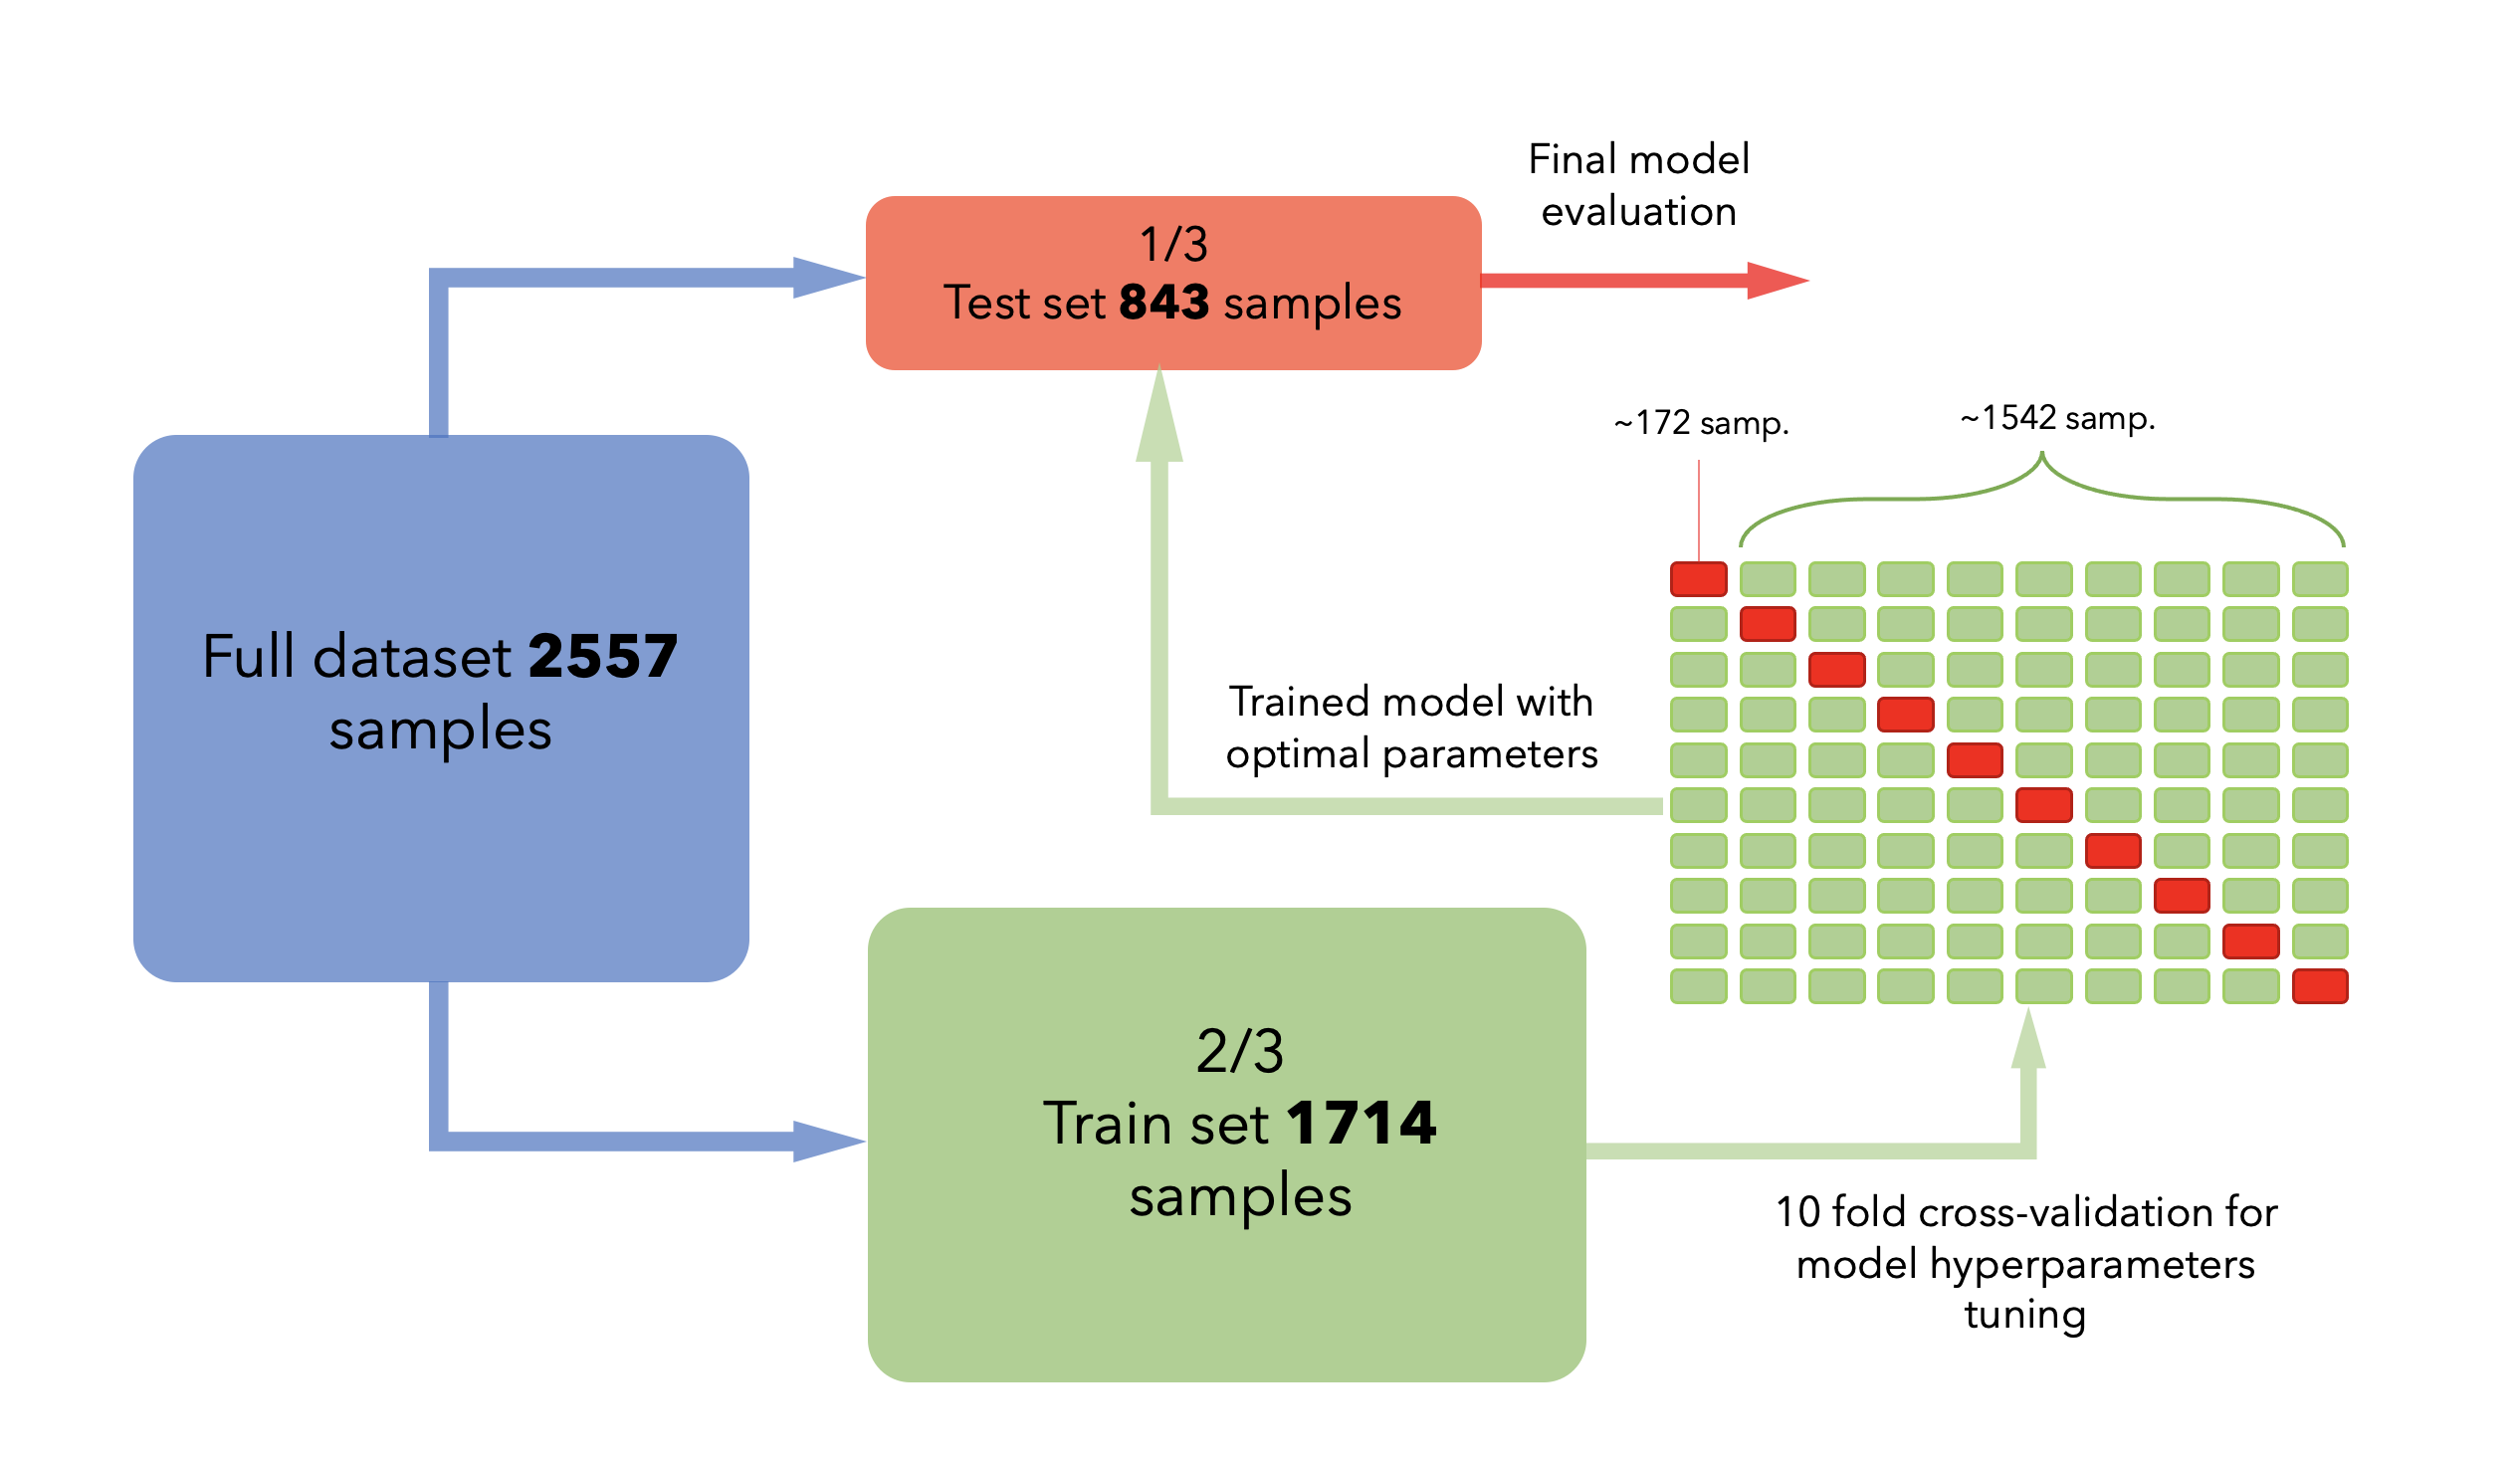 Final model
evaluation
1/3
Test set 843 samples
~172 samp.
~1542 samp.
Full dataset 2557
samples
Trained model with
optimal parameters
2/3
Train set 1714
samples
10 fold cross-validation for
model hyperparameters
tuning